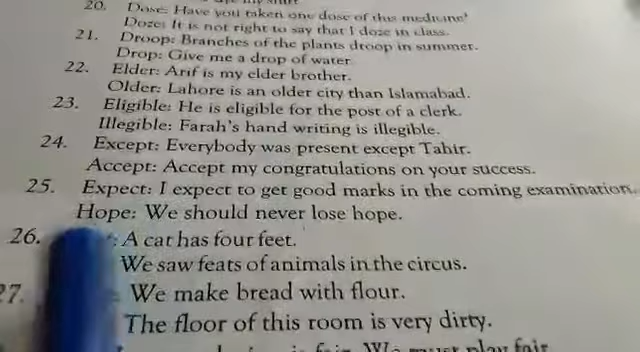 20. Dose: Have you taken one dose of this medicine?
Doze: It is not right to say that I doze in class.
21. Droop: Branches of the plants droop in summer.
Drop: Give me a drop of water
22. Elder: Arif is my elder brother.
Older: Lahore is an older city than Islamabad.
23. Eligible: He is eligible for the post of a clerk.
Illegible: Farah's hand writing is illegible.
24. Except: Everybody was present except Tahir.
Accept: Accept my congratulations on your success.
25. Expect: I expect to get good marks in the coming examination.
Hope: We should never lose hope.
26. : A cat has four feet.
We saw feats of animals in the circus.
27. We make bread with flour.
The floor of this room is very dirty.
is fair. We must play fair